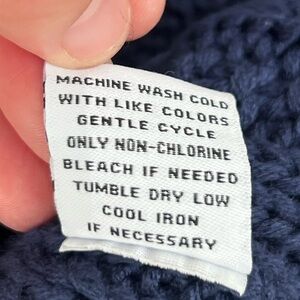 MACHINE WASH COLD
WITH LIKE COLORS
GENTLE CYCLE
ONLY NON-CHLORINE
BLEACH IF NEEDED
TUMBLE DRY LOW
COOL IRON
IF NECESSARY